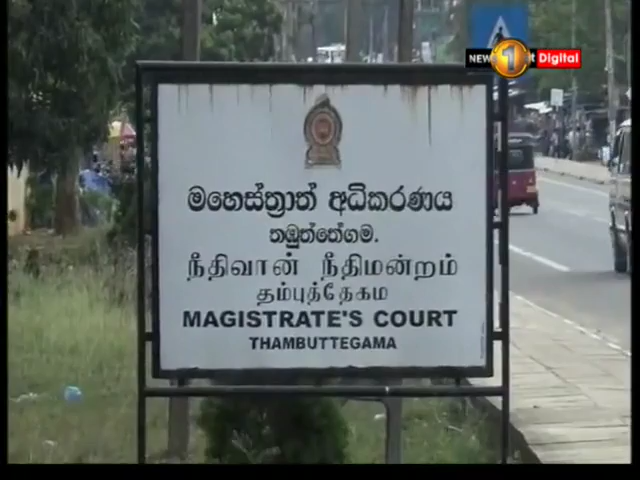 NEWS 1st Digital
මහෙස්ත්‍රාත් අධිකරණය
තඹුත්තේගම.
நீதிவான் நீதிமன்றம்
தம்புத்தேகம
MAGISTRATE'S COURT
THAMBUTTEGAMA